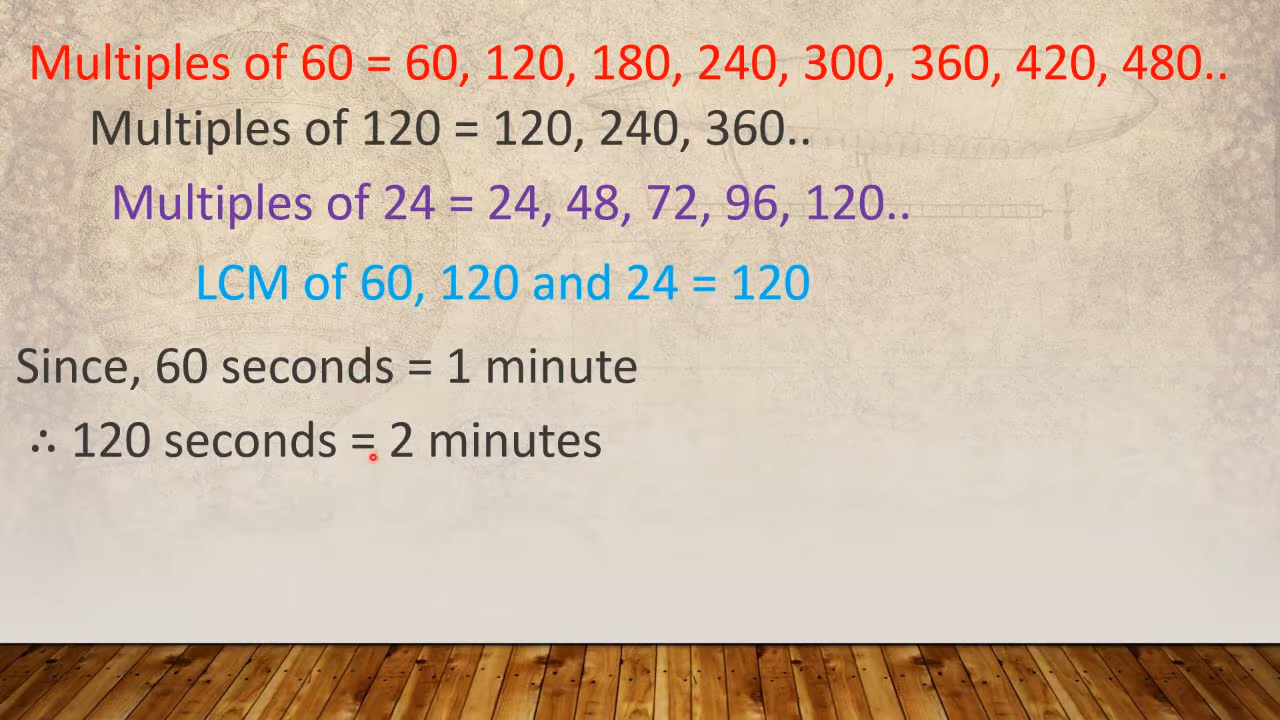 Multiples of 60 = 60, 120, 180, 240, 300, 360, 420, 480..
Multiples of 120 = 120, 240, 360..
Multiples of 24 = 24, 48, 72, 96, 120..
LCM of 60, 120 and 24 = 120
Since, 60 seconds = 1 minute
∴ 120 seconds = 2 minutes